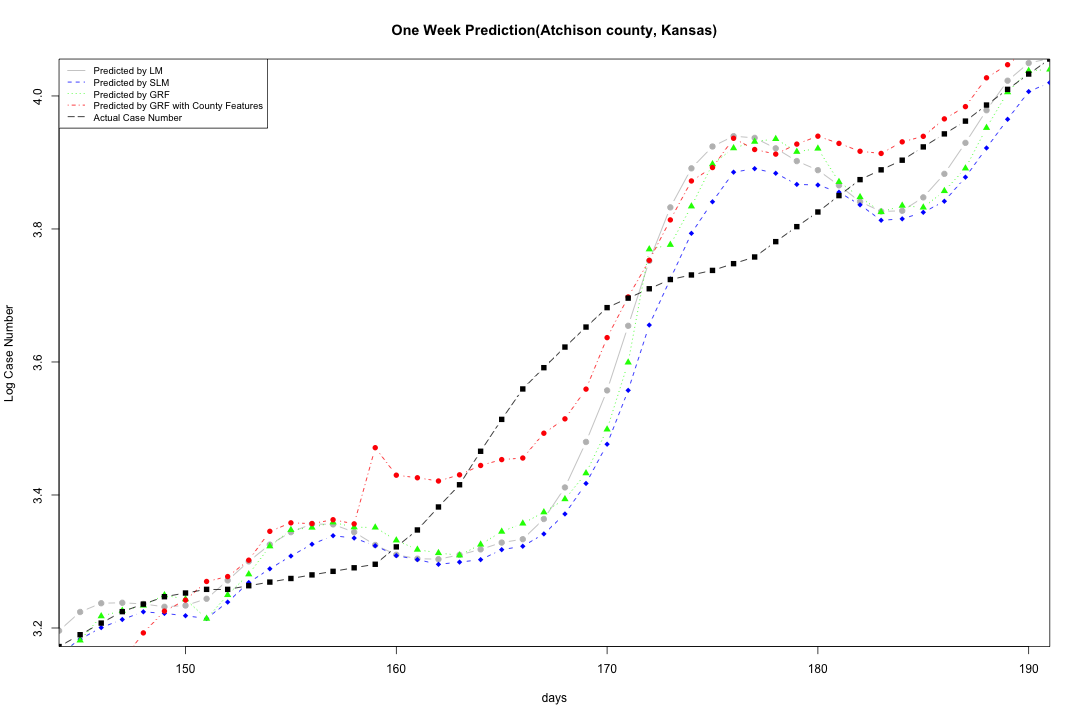 One Week Prediction(Atchison county, Kansas)
Predicted by LM
Predicted by SLM
Predicted by GRF
Predicted by GRF with County Features
Actual Case Number
Log Case Number
4.0
3.8
3.6
3.4
3.2
150 160 170 180 190
days